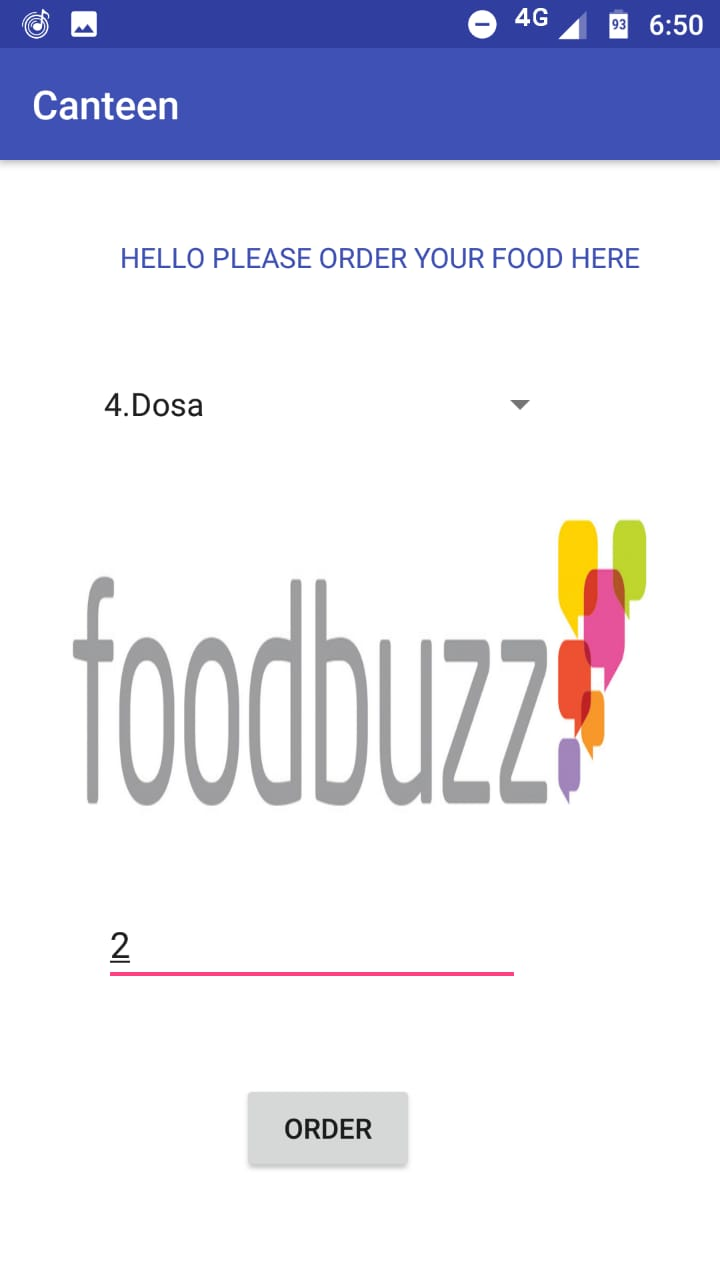 4G 93 6:50
Canteen
HELLO PLEASE ORDER YOUR FOOD HERE
4.Dosa
foodbuzz
2
ORDER